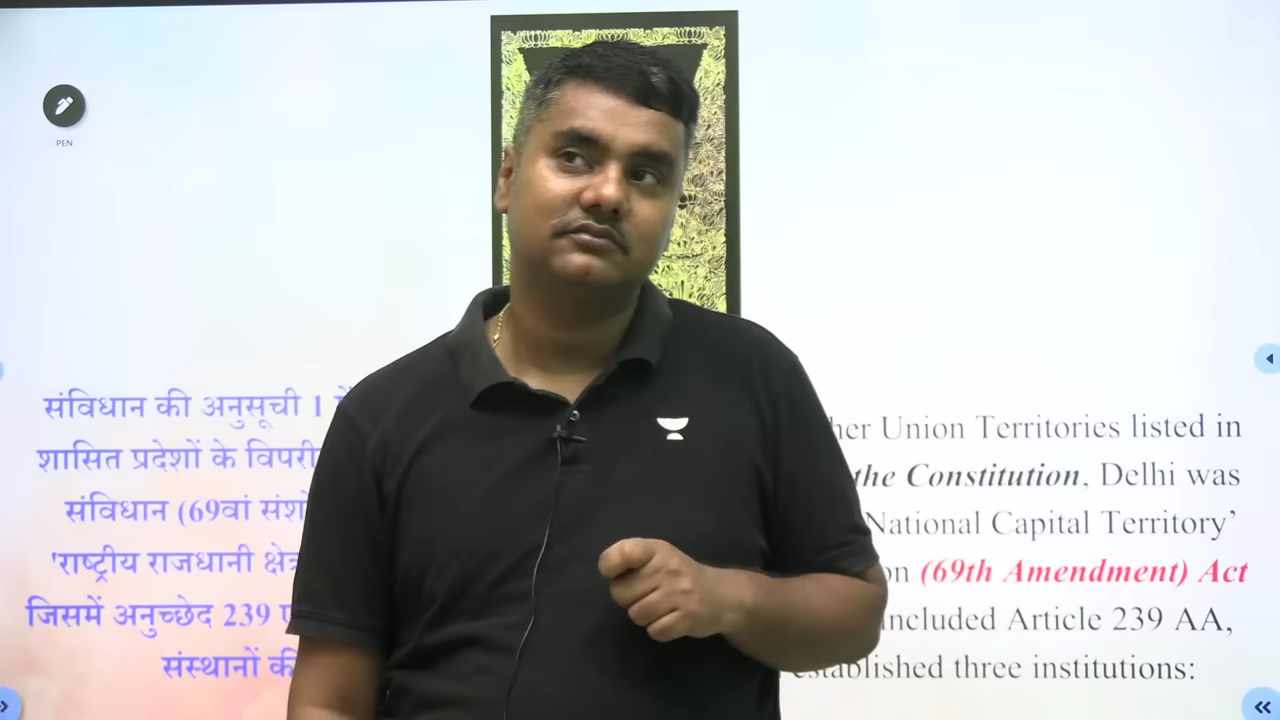 PEN
संविधान की अनुसूची 1 में
शासित प्रदेशों के विपरी
संविधान (69वां संशो
'राष्ट्रीय राजधानी क्षेत्र
जिसमें अनुच्छेद 239 ए
संस्थानों की
her Union Territories listed in
the Constitution, Delhi was
National Capital Territory’
on (69th Amendment) Act
included Article 239 AA,
established three institutions: